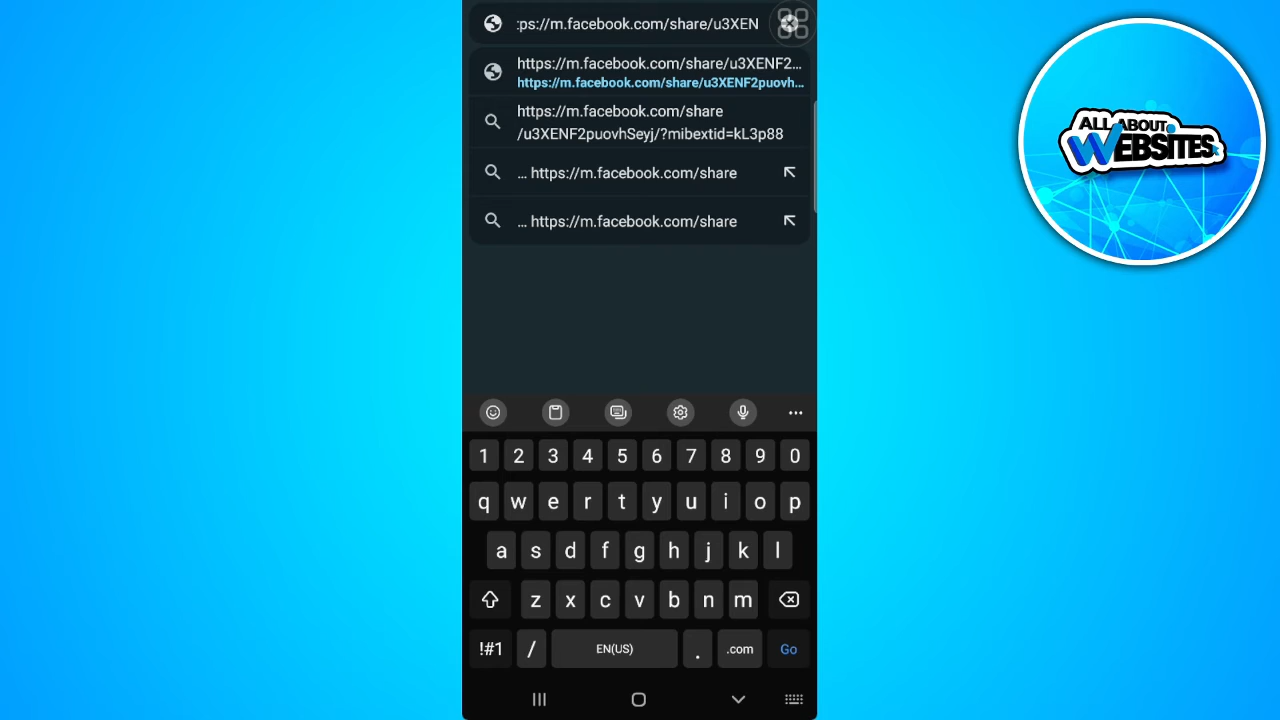 :ps://m.facebook.com/share/u3XEN
https://m.facebook.com/share/u3XENF2...
https://m.facebook.com/share/u3XENF2puovh...
https://m.facebook.com/share
/u3XENF2puovhSeyj/?mibextid=kL3p88
... https://m.facebook.com/share
... https://m.facebook.com/share
ALL ABOUT
WEBSITES
1 2 3 4 5 6 7 8 9 0
q w e r t y u i o p
a s d f g h j k l
z x c v b n m
!#1 / EN(US) . .com Go